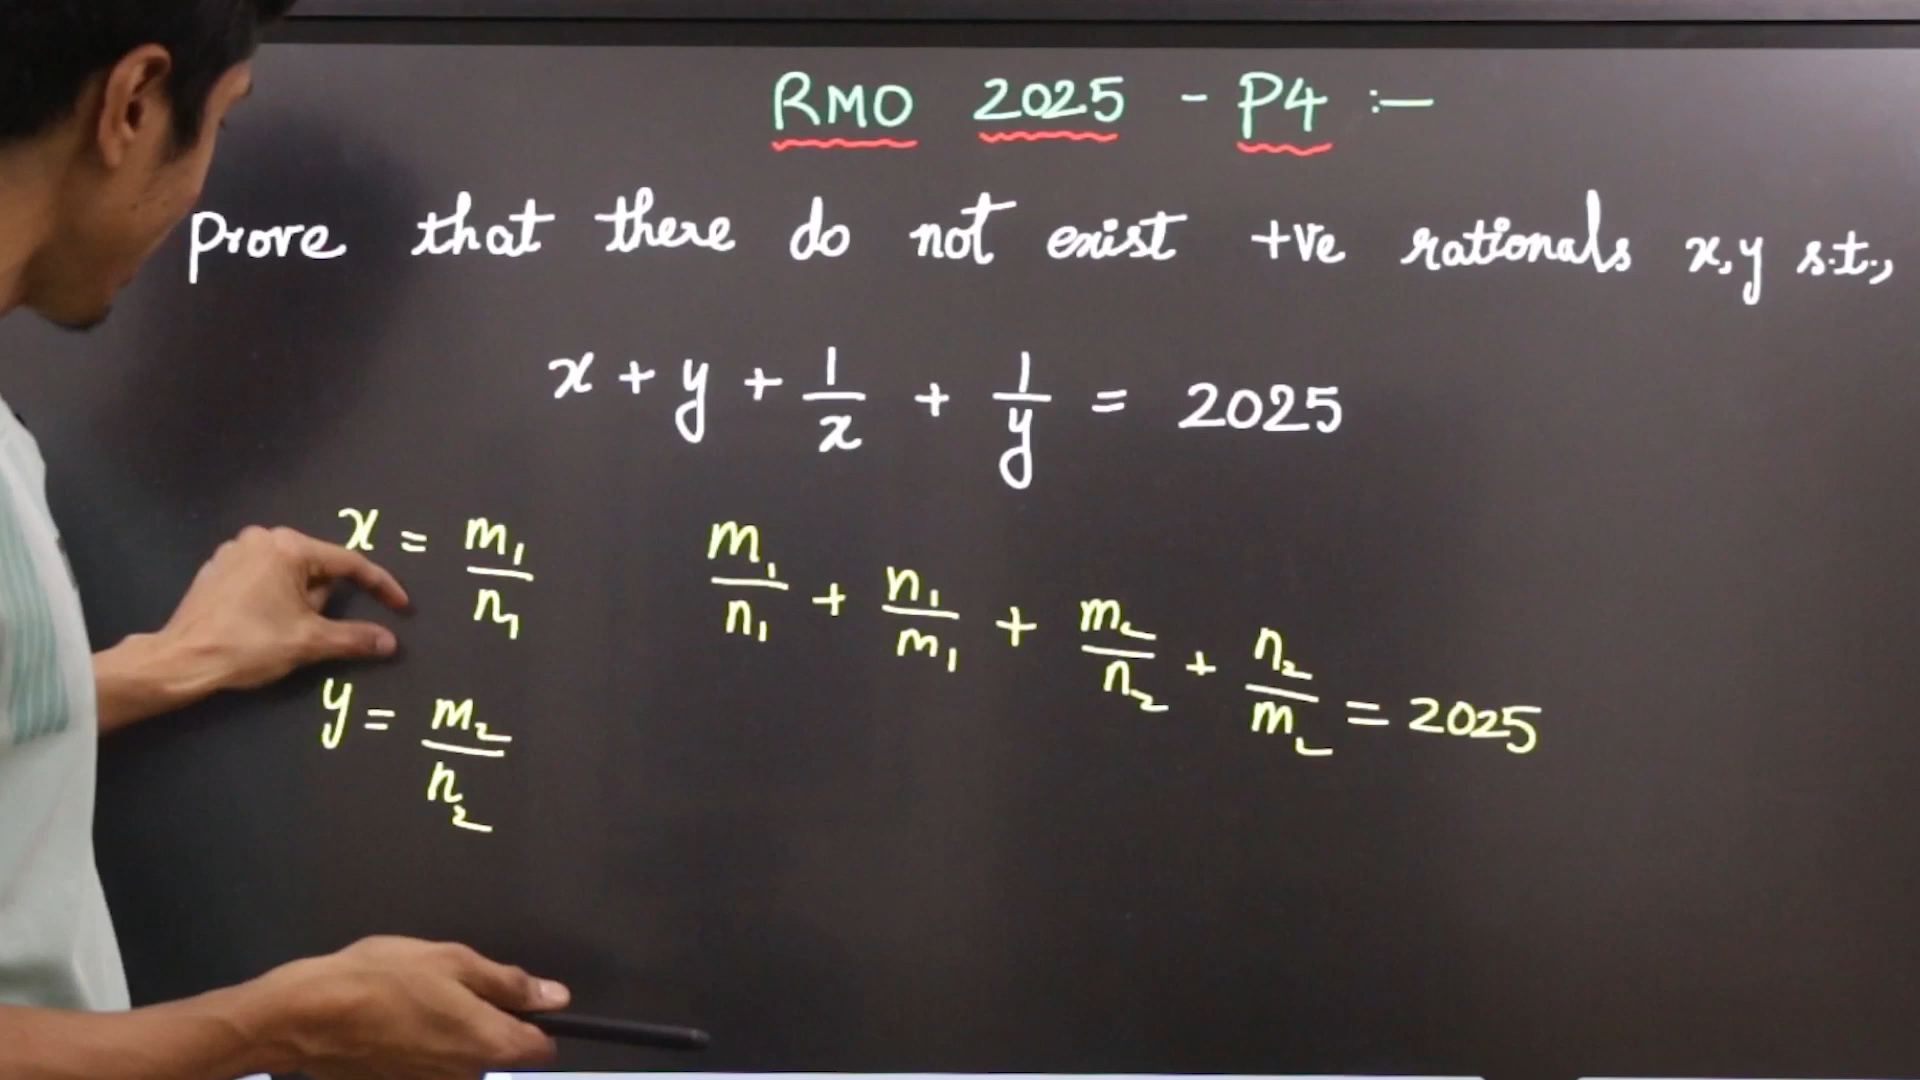 RMO 2025 - P4 :-
prove that there do not exist +ve rationals x, y s.t.,
x + y + 1/x + 1/y = 2025
x = m₁/n₁
m₁/n₁ + n₁/m₁ + m₂/n₂ + n₂/m₂ = 2025
y = m₂/n₂